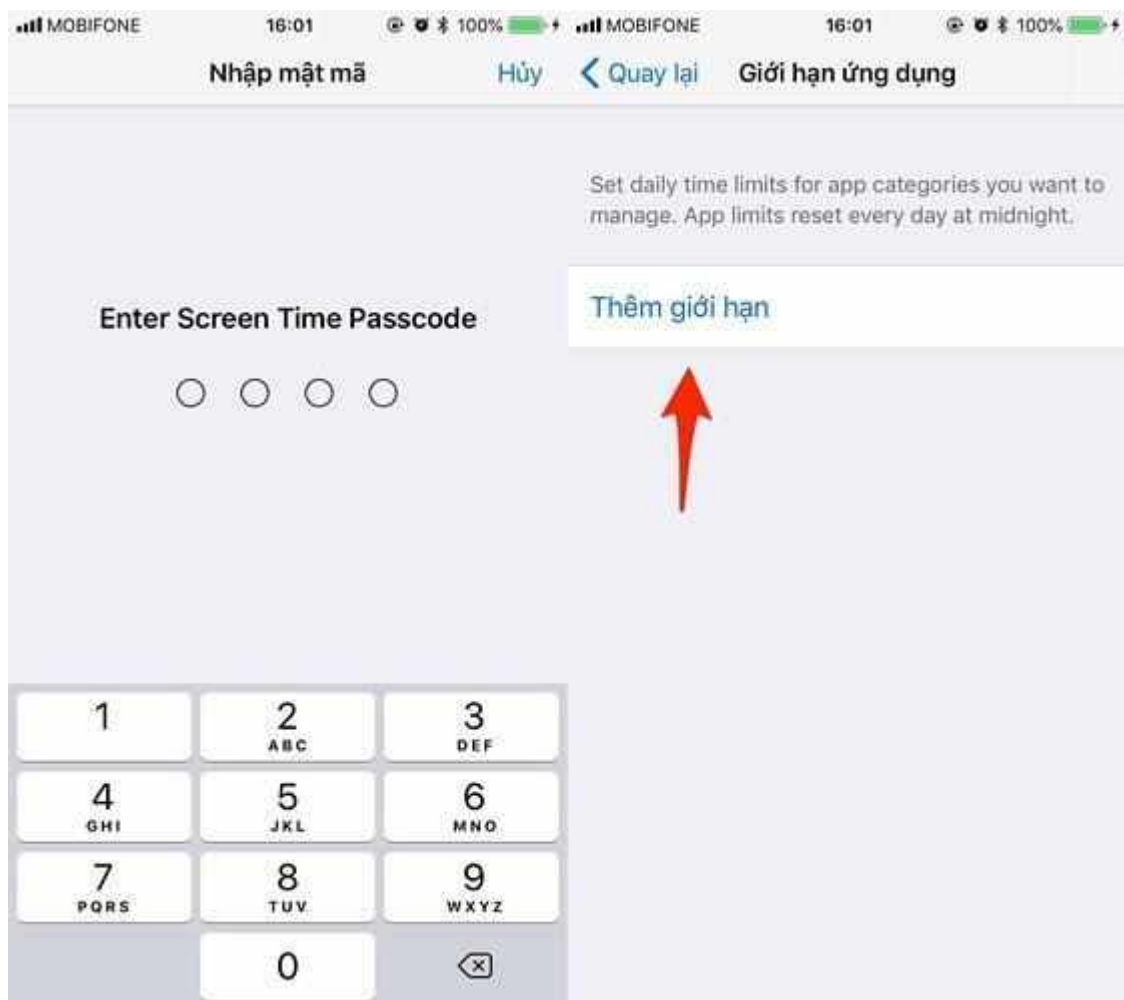 MOBIFONE 16:01 100%
Nhập mật mã Hủy
Enter Screen Time Passcode
1
2
ABC
3
DEF
4
GHI
5
JKL
6
MNO
7
PQRS
8
TUV
9
WXYZ
0
MOBIFONE 16:01 100%
Quay lại Giới hạn ứng dụng
Set daily time limits for app categories you want to
manage. App limits reset every day at midnight.
Thêm giới hạn